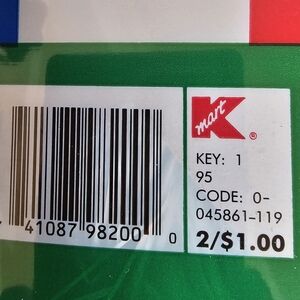 K
mart
®
KEY: 1
95
CODE: 0-
045861-119
2/$1.00
41087 98200 0